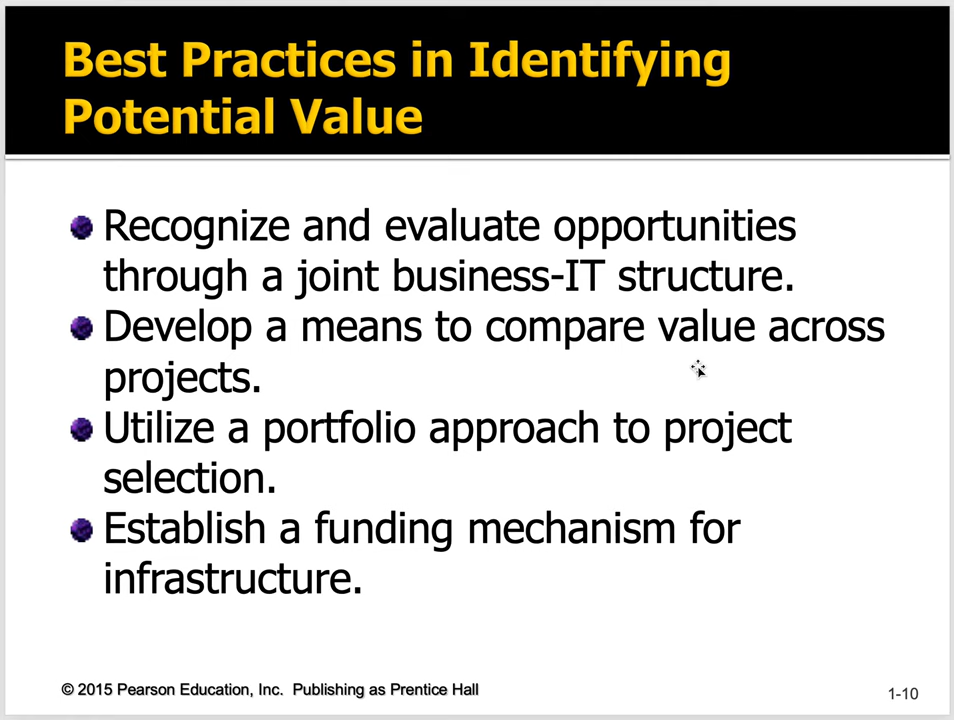 Best Practices in Identifying
Potential Value
Recognize and evaluate opportunities
through a joint business-IT structure.
Develop a means to compare value across
projects.
Utilize a portfolio approach to project
selection.
Establish a funding mechanism for
infrastructure.
© 2015 Pearson Education, Inc.  Publishing as Prentice Hall
1-10